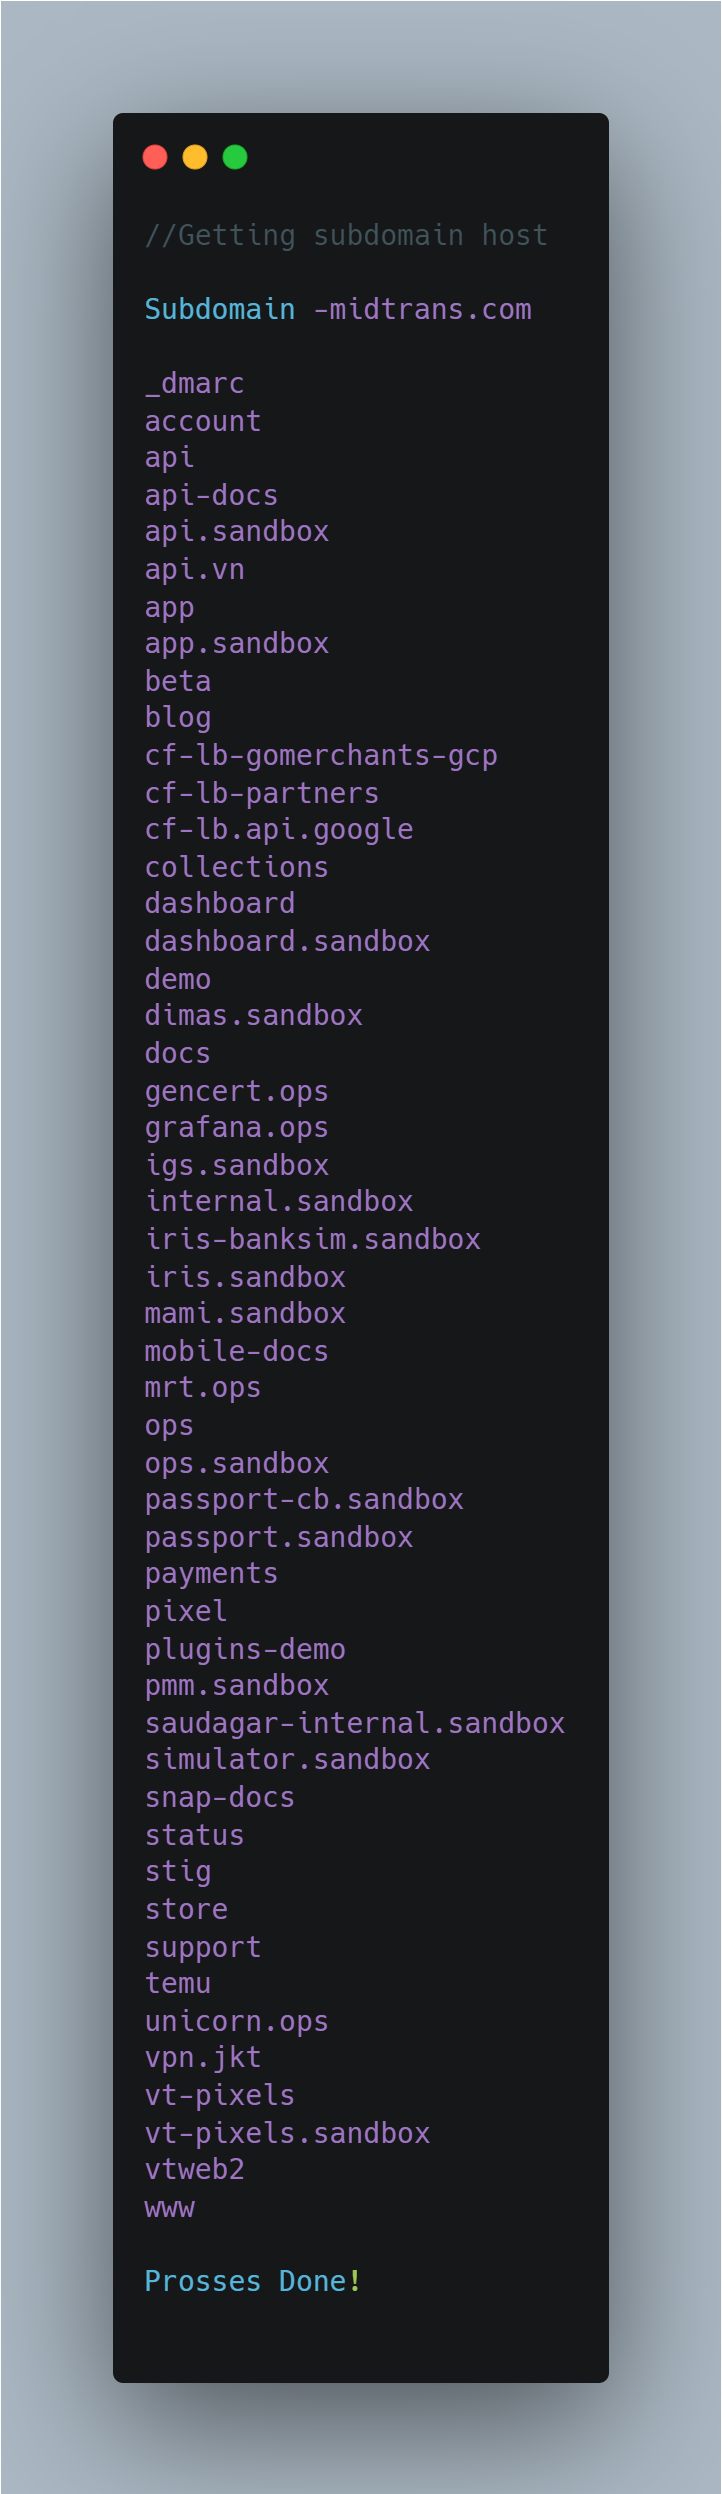 //Getting subdomain host
Subdomain -midtrans.com
_dmarc
account
api
api-docs
api.sandbox
api.vn
app
app.sandbox
beta
blog
cf-lb-gomerchants-gcp
cf-lb-partners
cf-lb.api.google
collections
dashboard
dashboard.sandbox
demo
dimas.sandbox
docs
gencert.ops
grafana.ops
igs.sandbox
internal.sandbox
iris-banksim.sandbox
iris.sandbox
mami.sandbox
mobile-docs
mrt.ops
ops
ops.sandbox
passport-cb.sandbox
passport.sandbox
payments
pixel
plugins-demo
pmm.sandbox
saudagar-internal.sandbox
simulator.sandbox
snap-docs
status
stig
store
support
temu
unicorn.ops
vpn.jkt
vt-pixels
vt-pixels.sandbox
vtweb2
www
Prosses Done!